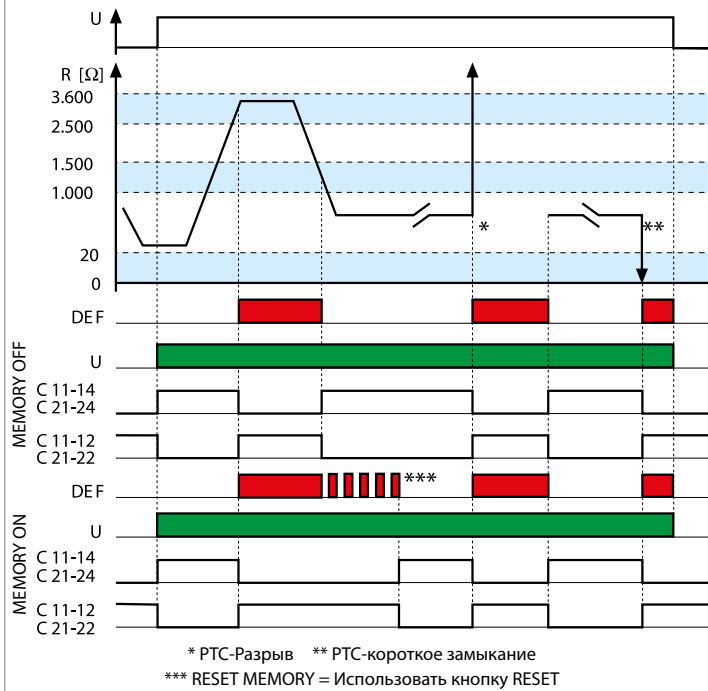 U
R [Ω]
3.600
2.500
1.500
1.000
20
0
*
**
MEMORY OFF
DEF
U
C 11-14
C 21-24
C 11-12
C 21-22
MEMORY ON
DEF
***
U
C 11-14
C 21-24
C 11-12
C 21-22
* РТС-Разрыв ** РТС-короткое замыкание
*** RESET MEMORY = Использовать кнопку RESET